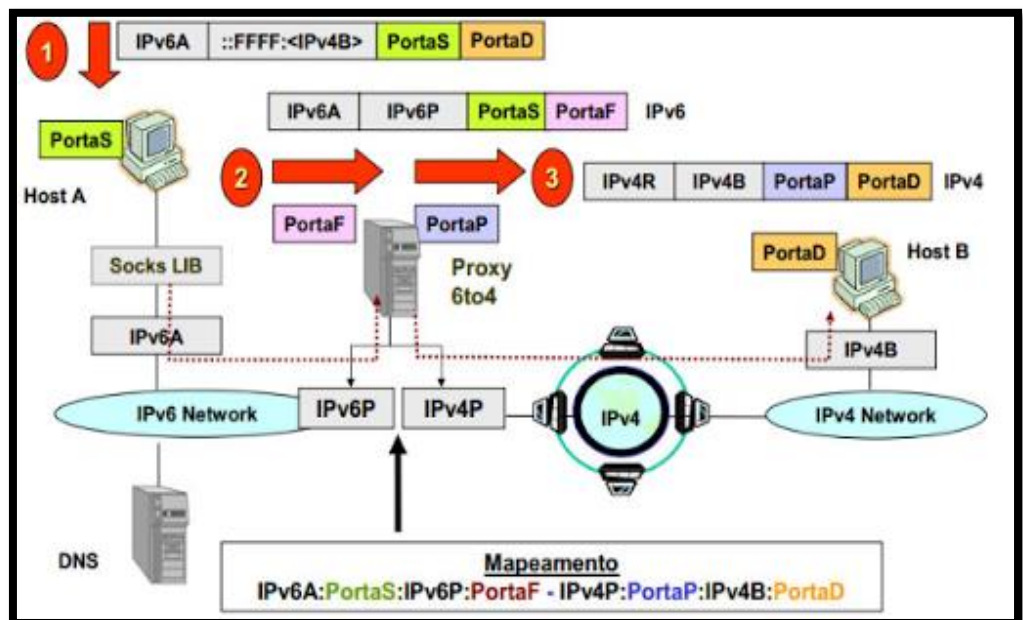 1
IPv6A ::FFFF:<IPv4B> PortaS PortaD
IPv6A IPv6P PortaS PortaF IPv6
PortaS
Host A
2
3
IPv4R IPv4B PortaP PortaD IPv4
PortaF PortaP
Proxy
6to4
PortaD Host B
Socks LIB
IPv6A
IPv4B
IPv6 Network
IPv6P IPv4P
IPv4
IPv4 Network
DNS
Mapeamento
IPv6A:PortaS:IPv6P:PortaF - IPv4P:PortaP:IPv4B:PortaD